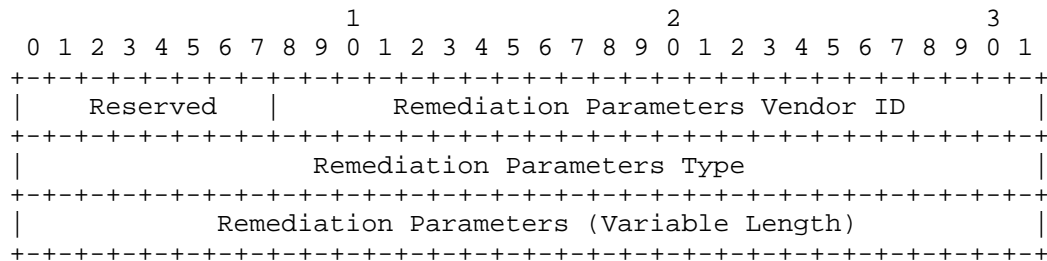 1                   2                   3
 0 1 2 3 4 5 6 7 8 9 0 1 2 3 4 5 6 7 8 9 0 1 2 3 4 5 6 7 8 9 0 1
+-+-+-+-+-+-+-+-+-+-+-+-+-+-+-+-+-+-+-+-+-+-+-+-+-+-+-+-+-+-+-+-+
|    Reserved   |       Remediation Parameters Vendor ID        |
+-+-+-+-+-+-+-+-+-+-+-+-+-+-+-+-+-+-+-+-+-+-+-+-+-+-+-+-+-+-+-+-+
|                  Remediation Parameters Type                  |
+-+-+-+-+-+-+-+-+-+-+-+-+-+-+-+-+-+-+-+-+-+-+-+-+-+-+-+-+-+-+-+-+
|            Remediation Parameters (Variable Length)           |
+-+-+-+-+-+-+-+-+-+-+-+-+-+-+-+-+-+-+-+-+-+-+-+-+-+-+-+-+-+-+-+-+